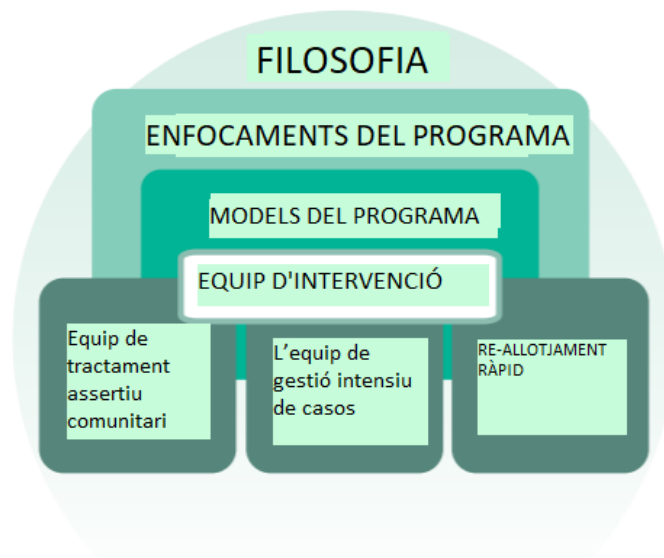 FILOSOFIA
ENFOCAMENTS DEL PROGRAMA
MODELS DEL PROGRAMA
EQUIP D'INTERVENCIÓ
Equip de
tractament
assertiu
comunitari
L'equip de
gestió intensiu
de casos
RE-ALLOTJAMENT
RÀPID